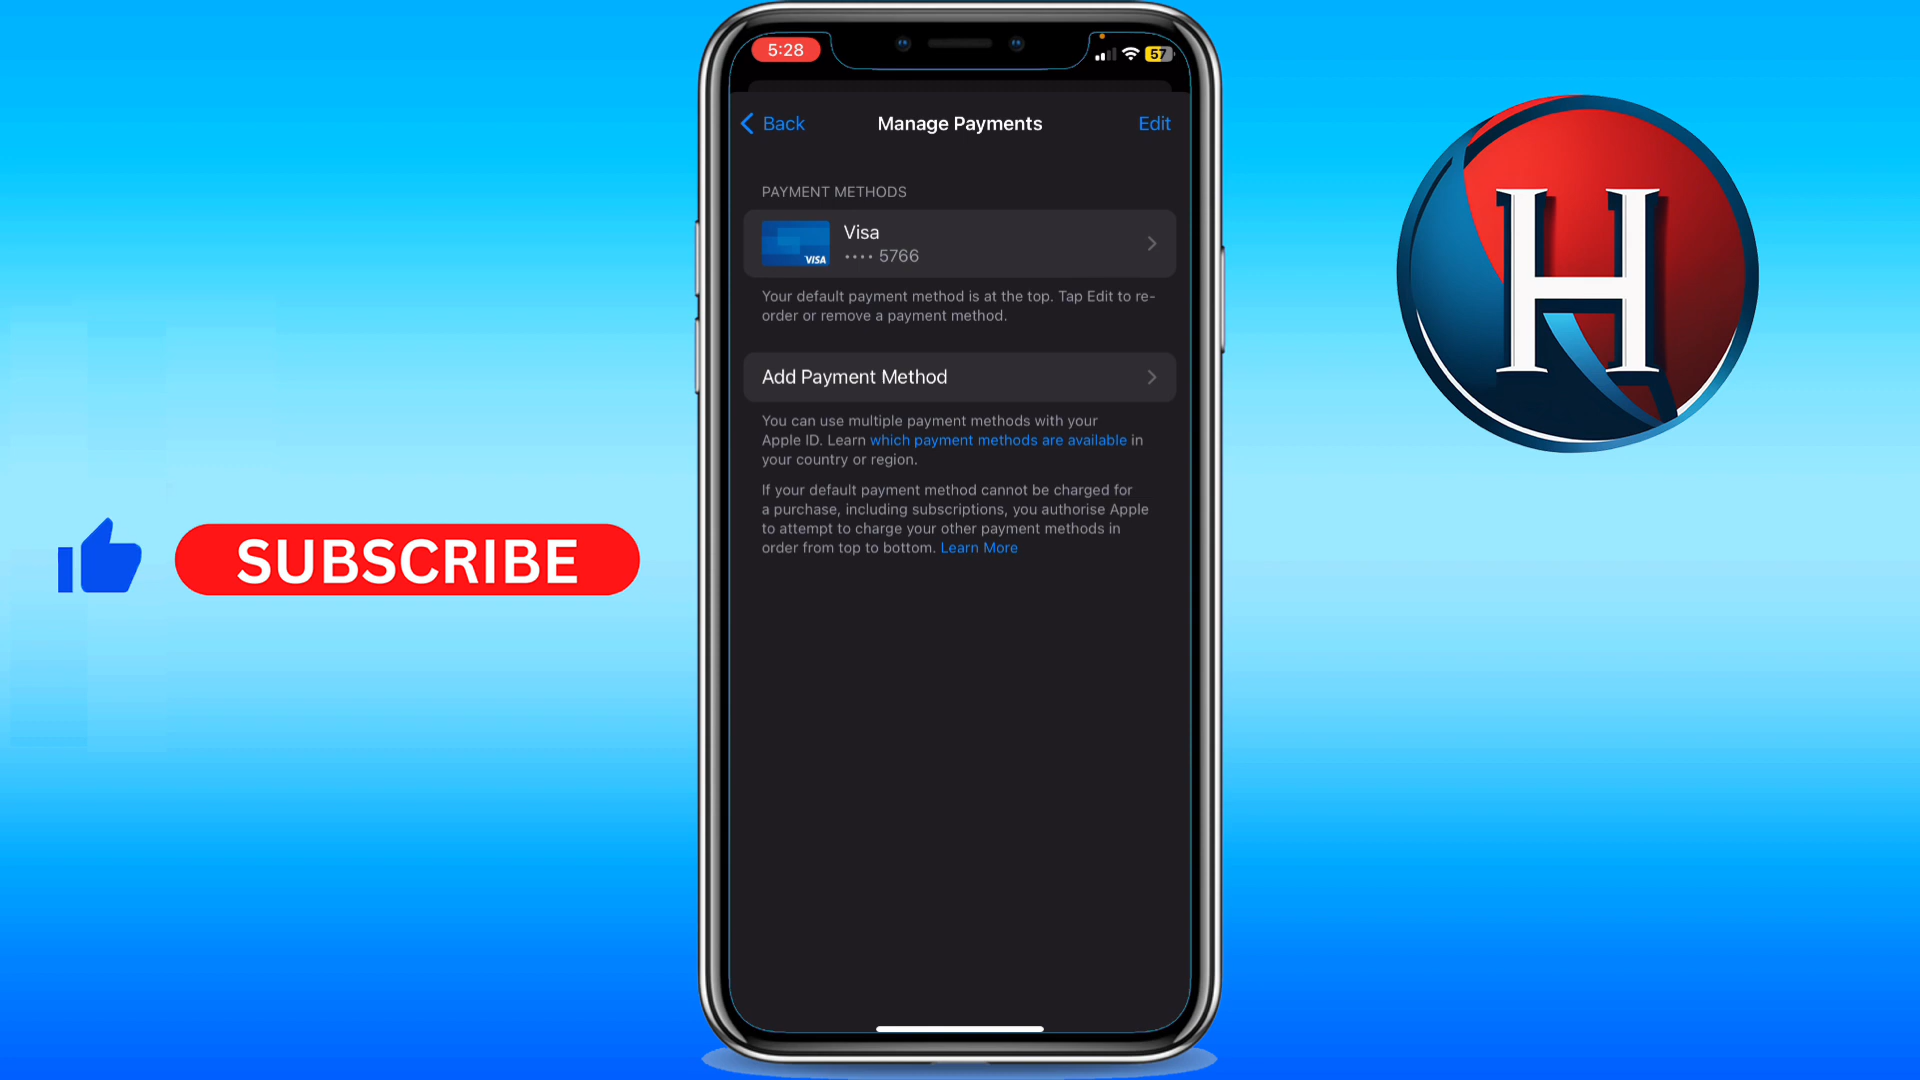 5:28
57
Back
Manage Payments
Edit
PAYMENT METHODS
VISA
Visa
•••• 5766
Your default payment method is at the top. Tap Edit to re-
order or remove a payment method.
Add Payment Method
You can use multiple payment methods with your
Apple ID. Learn which payment methods are available in
your country or region.
If your default payment method cannot be charged for
a purchase, including subscriptions, you authorise Apple
to attempt to charge your other payment methods in
order from top to bottom. Learn More
SUBSCRIBE
H